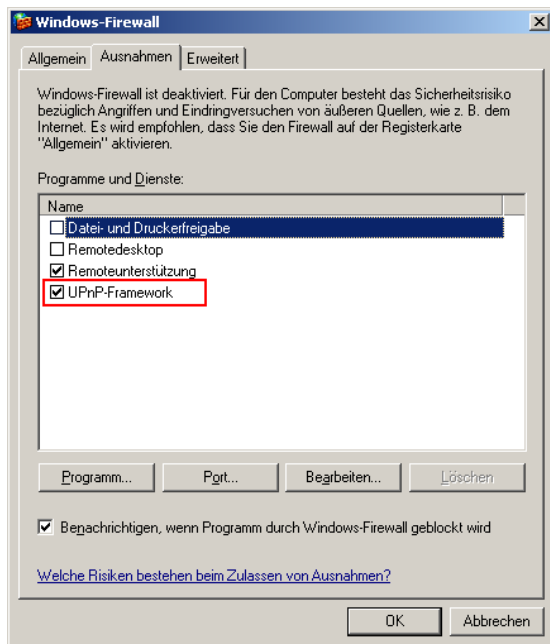 Windows-Firewall
Allgemein Ausnahmen Erweitert
Windows-Firewall ist deaktiviert. Für den Computer besteht das Sicherheitsrisiko
bezüglich Angriffen und Eindringversuchen von äußeren Quellen, wie z. B. dem
Internet. Es wird empfohlen, dass Sie den Firewall auf der Registerkarte
"Allgemein" aktivieren.
Programme und Dienste:
Name
Datei- und Druckerfreigabe
Remotedesktop
Remoteunterstützung
UPnP-Framework
Programm... Port... Bearbeiten... Löschen
Benachrichtigen, wenn Programm durch Windows-Firewall geblockt wird
Welche Risiken bestehen beim Zulassen von Ausnahmen?
OK Abbrechen